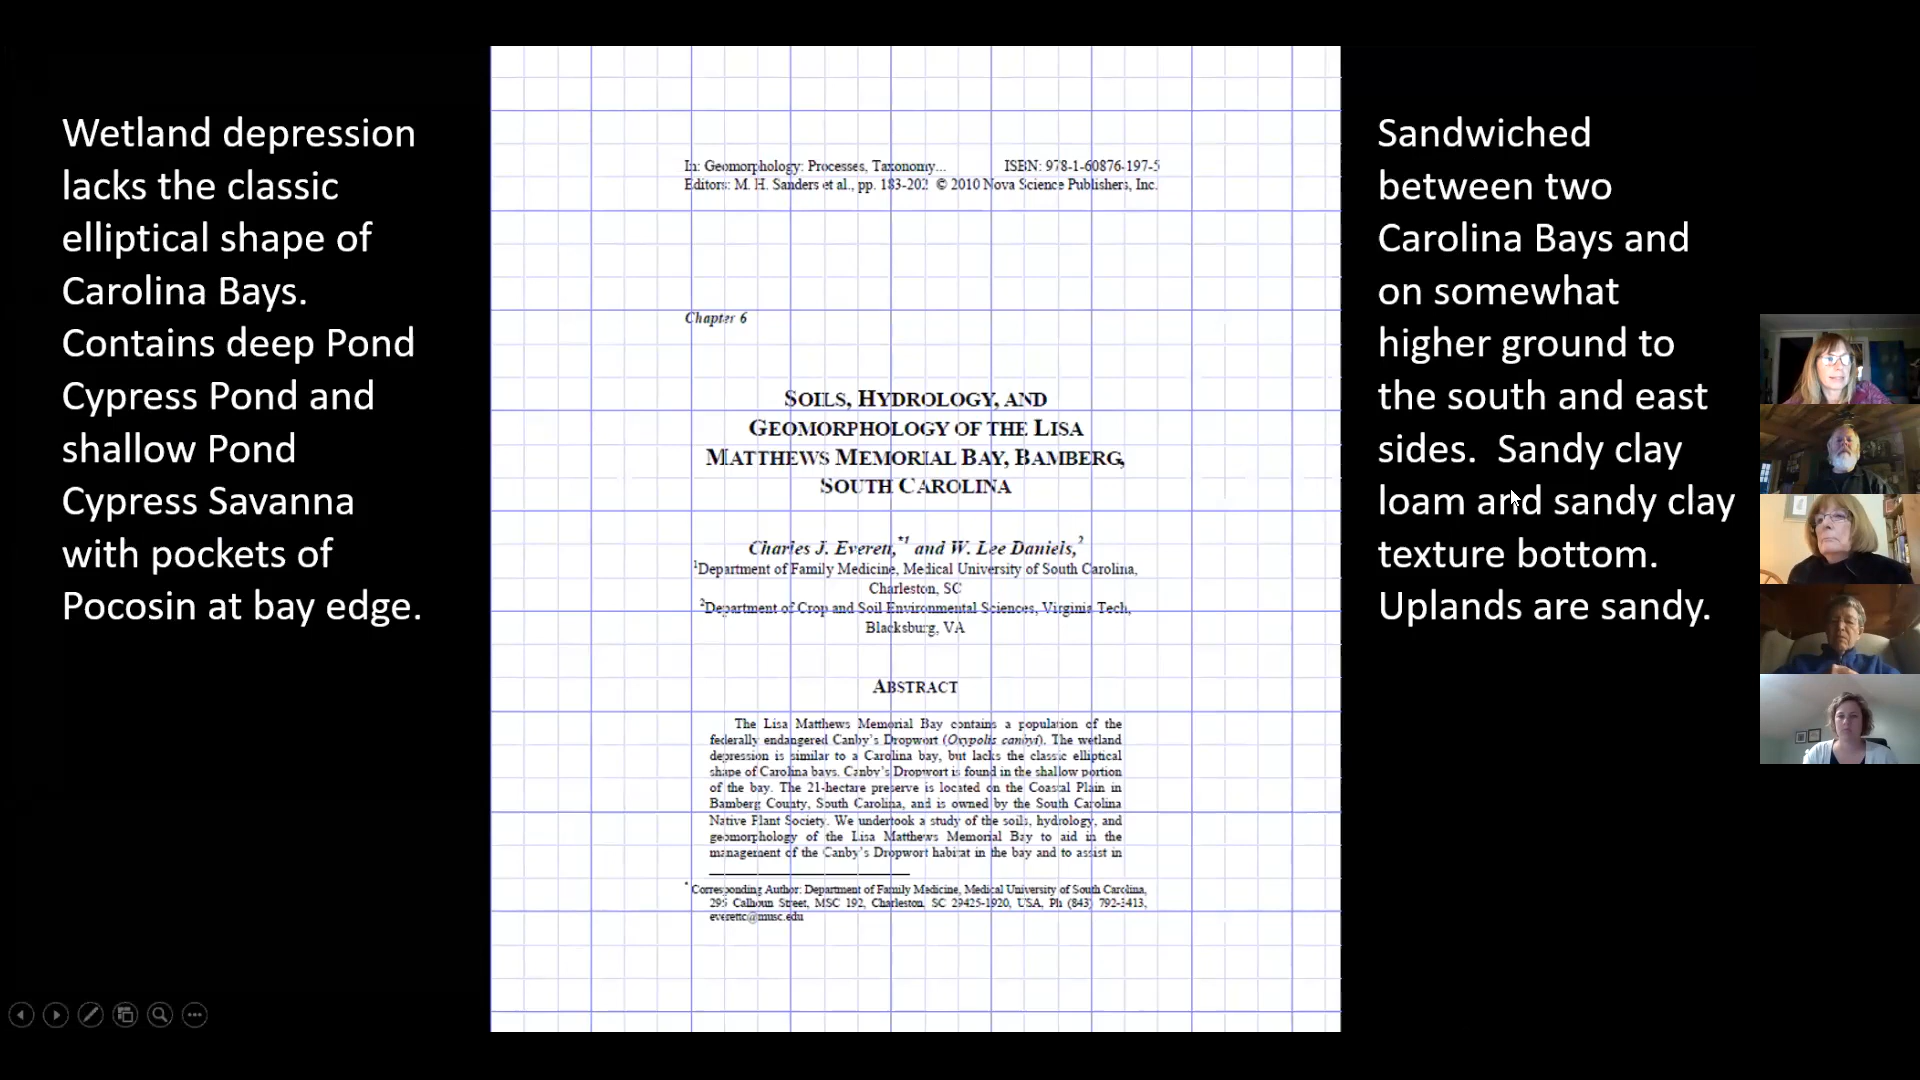 Wetland depression
lacks the classic
elliptical shape of
Carolina Bays.
Contains deep Pond
Cypress Pond and
shallow Pond
Cypress Savanna
with pockets of
Pocosin at bay edge.
In: Geomorphology: Processes, Taxonomy... ISBN: 978-1-60876-197-5
Editors: M. H. Sanders et al., pp. 183-202 © 2010 Nova Science Publishers, Inc.
Chapter 6
SOILS, HYDROLOGY, AND
GEOMORPHOLOGY OF THE LISA
MATTHEWS MEMORIAL BAY, BAMBERG,
SOUTH CAROLINA
Charles J. Everett,*1 and W. Lee Daniels,2
1Department of Family Medicine, Medical University of South Carolina,
Charleston, SC
2Department of Crop and Soil Environmental Sciences, Virginia Tech,
Blacksburg, VA
ABSTRACT
The Lisa Matthews Memorial Bay contains a population of the
federally endangered Canby's Dropwort (Oxypolis canbyi). The wetland
depression is similar to a Carolina bay, but lacks the classic elliptical
shape of Carolina bays. Canby's Dropwort is found in the shallow portion
of the bay. The 21-hectare preserve is located on the Coastal Plain in
Bamberg County, South Carolina, and is owned by the South Carolina
Native Plant Society. We undertook a study of the soils, hydrology, and
geomorphology of the Lisa Matthews Memorial Bay to aid in the
management of the Canby's Dropwort habitat in the bay and to assist in
* Corresponding Author: Department of Family Medicine, Medical University of South Carolina,
295 Calhoun Street, MSC 192, Charleston, SC 29425-1920, USA, Ph (843) 792-3413,
everettc@musc.edu
Sandwiched
between two
Carolina Bays and
on somewhat
higher ground to
the south and east
sides. Sandy clay
loam and sandy clay
texture bottom.
Uplands are sandy.